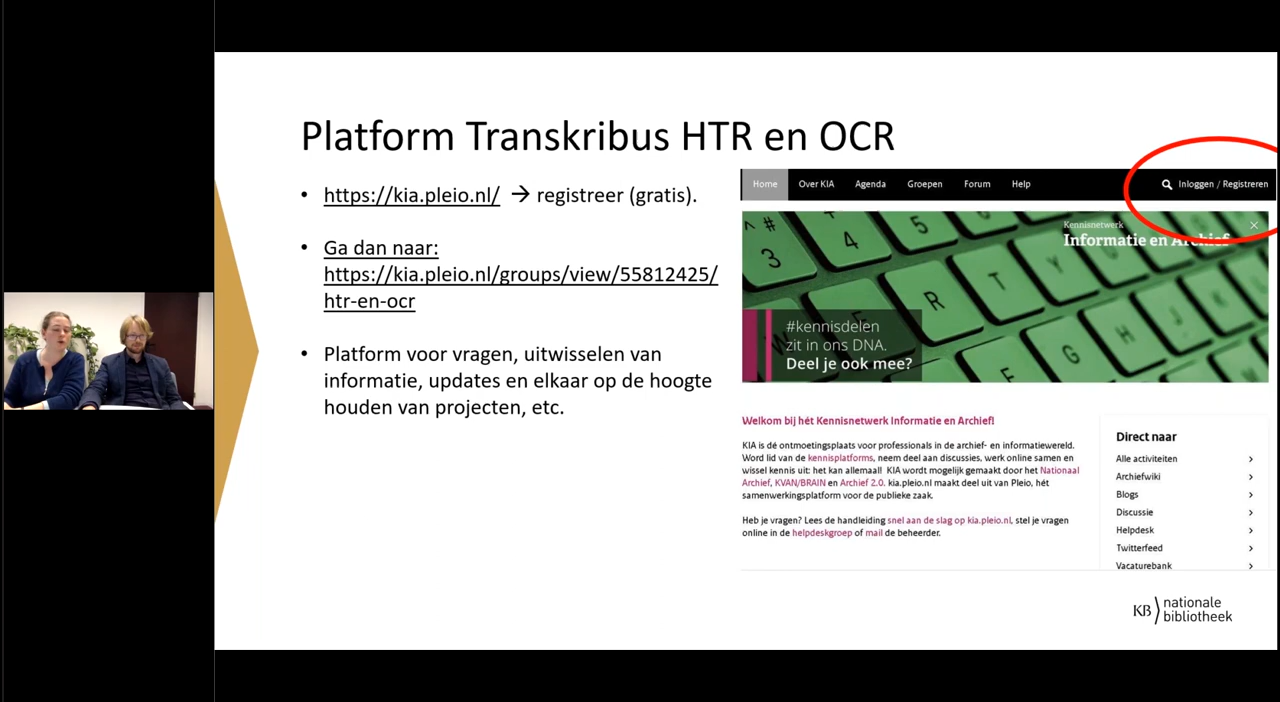 Platform Transkribus HTR en OCR
• https://kia.pleio.nl/ → registreer (gratis).
• Ga dan naar:
https://kia.pleio.nl/groups/view/55812425/
htr-en-ocr
• Platform voor vragen, uitwisselen van
informatie, updates en elkaar op de hoogte
houden van projecten, etc.
Home Over KIA Agenda Groepen Forum Help Inloggen / Registreren
Kennisnetwerk
Informatie en Archief
^ # 3 4 5
W R T Y
E G H J
#kennisdelen
zit in ons DNA.
Deel je ook mee?
Welkom bij hét Kennisnetwerk Informatie en Archief!
KIA is dé ontmoetingsplaats voor professionals in de archief- en informatiewereld.
Word lid van de kennisplatforms, neem deel aan discussies, werk online samen en
wissel kennis uit: het kan allemaal! KIA wordt mogelijk gemaakt door het Nationaal
Archief, KVAN/BRAIN en Archief 2.0. kia.pleio.nl maakt deel uit van Pleio, hét
samenwerkingsplatform voor de publieke zaak.
Heb je vragen? Lees de handleiding snel aan de slag op kia.pleio.nl, stel je vragen
online in de helpdeskgroep of mail de beheerder.
Direct naar
Alle activiteiten
Archiefwiki
Blogs
Discussie
Helpdesk
Twitterfeed
Vacaturebank
KB nationale
bibliotheek